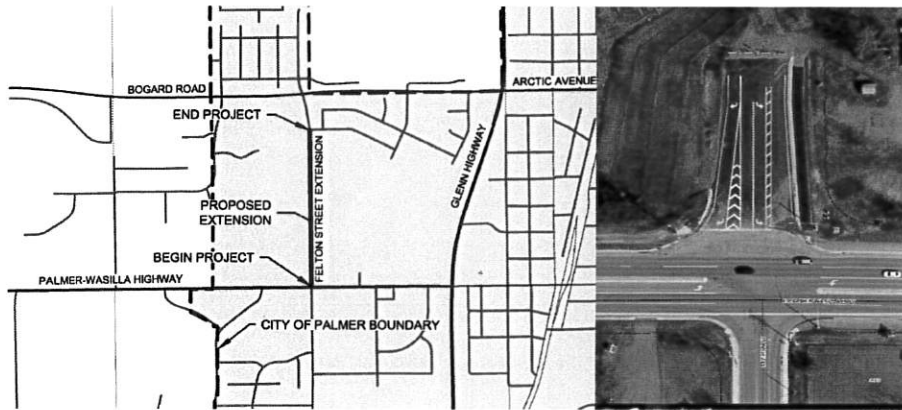 BOGARD ROAD
ARCTIC AVENUE
END PROJECT
FELTON STREET EXTENSION
GLENN HIGHWAY
PROPOSED
EXTENSION
BEGIN PROJECT
PALMER-WASILLA HIGHWAY
CITY OF PALMER BOUNDARY